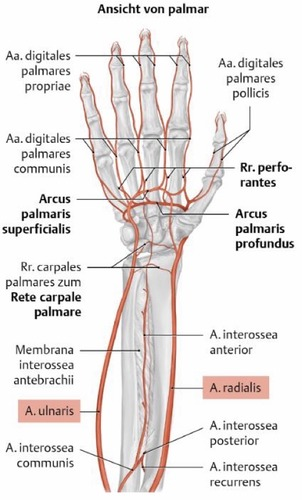 Ansicht von palmar
Aa. digitales
palmares
propriae
Aa. digitales
palmares
pollicis
Aa. digitales
palmares
communis
Rr. perfo-
rantes
Arcus
palmaris
superficialis
Arcus
palmaris
profundus
Rr. carpales
palmares zum
Rete carpale
palmare
A. interossea
anterior
Membrana
interossea
antebrachii
A. radialis
A. ulnaris
A. interossea
posterior
A. interossea
communis
A. interossea
recurrens